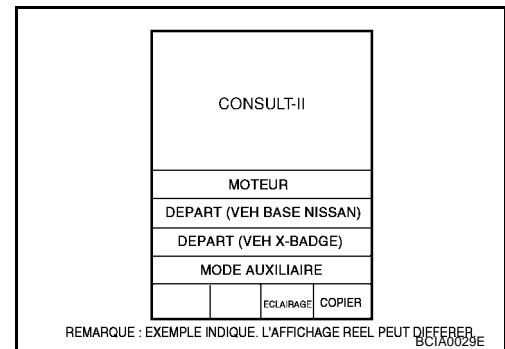 CONSULT-II
MOTEUR
DEPART (VEH BASE NISSAN)
DEPART (VEH X-BADGE)
MODE AUXILIAIRE
ECLAIRAGE COPIER
REMARQUE : EXEMPLE INDIQUE. L'AFFICHAGE REEL PEUT DIFFERER.
BCIA0029E